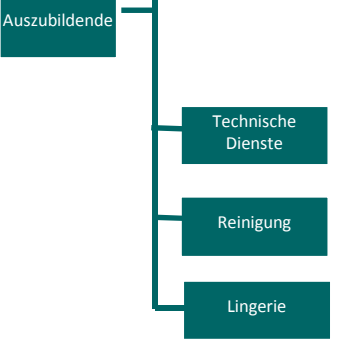 Auszubildende
Technische
Dienste
Reinigung
Lingerie